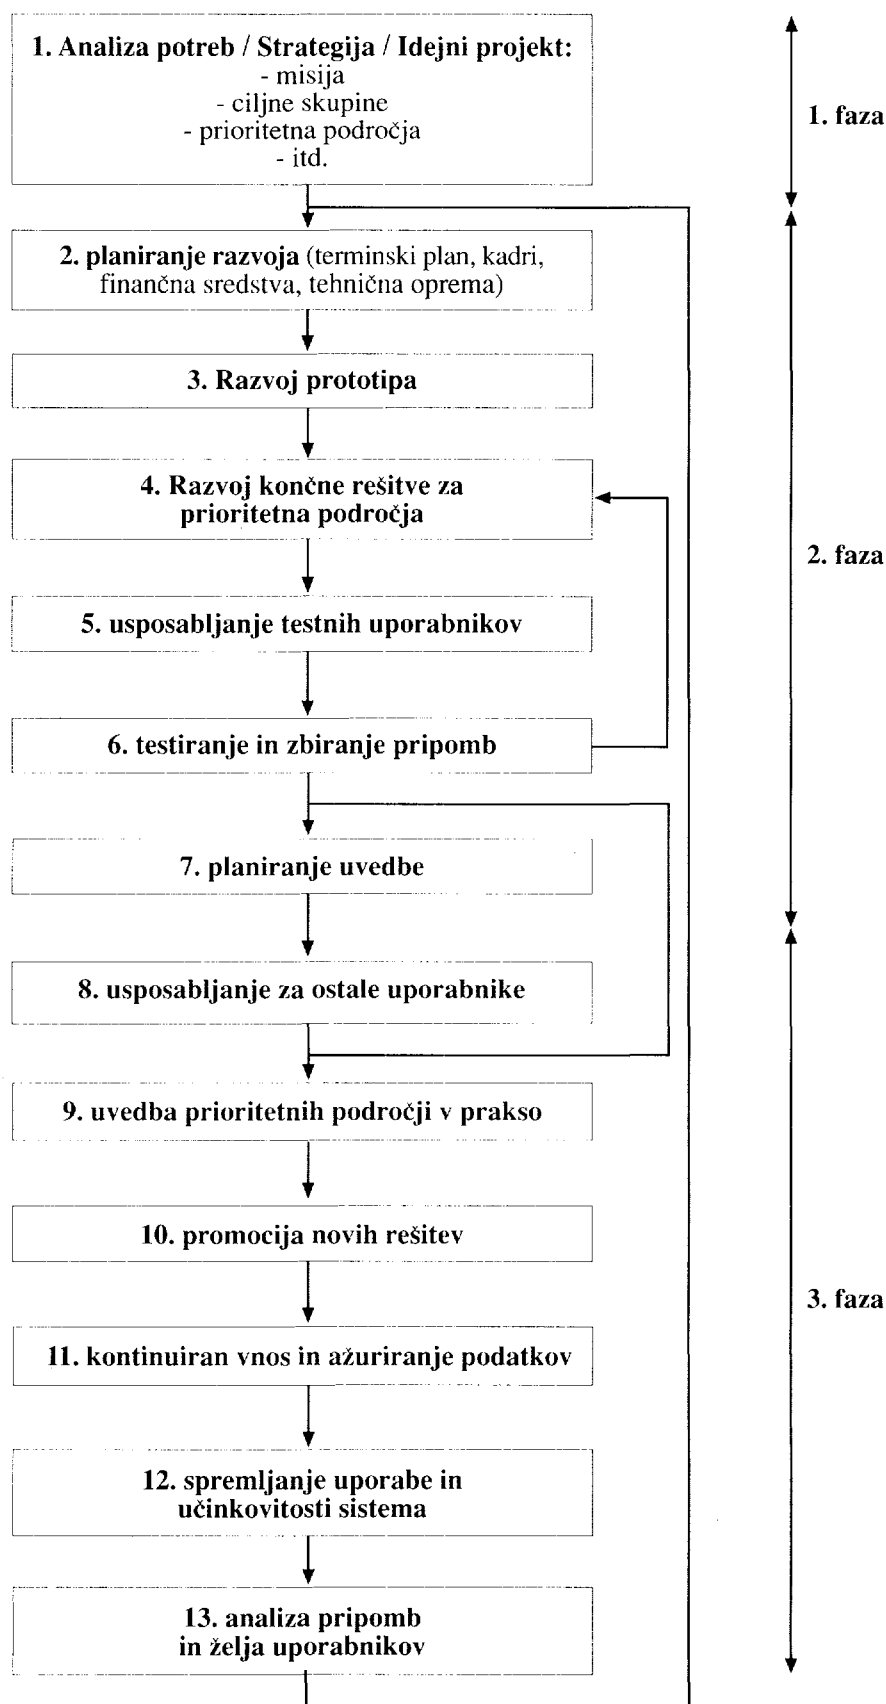 1. Analiza potreb / Strategija / Idejni projekt:
- misija
- ciljne skupine
- prioritetna področja
- itd.
1. faza
2. planiranje razvoja (terminski plan, kadri,
finančna sredstva, tehnična oprema)
3. Razvoj prototipa
4. Razvoj končne rešitve za
prioritetna področja
2. faza
5. usposabljanje testnih uporabnikov
6. testiranje in zbiranje pripomb
7. planiranje uvedbe
8. usposabljanje za ostale uporabnike
9. uvedba prioritetnih področji v prakso
10. promocija novih rešitev
3. faza
11. kontinuiran vnos in ažuriranje podatkov
12. spremljanje uporabe in
učinkovitosti sistema
13. analiza pripomb
in želja uporabnikov